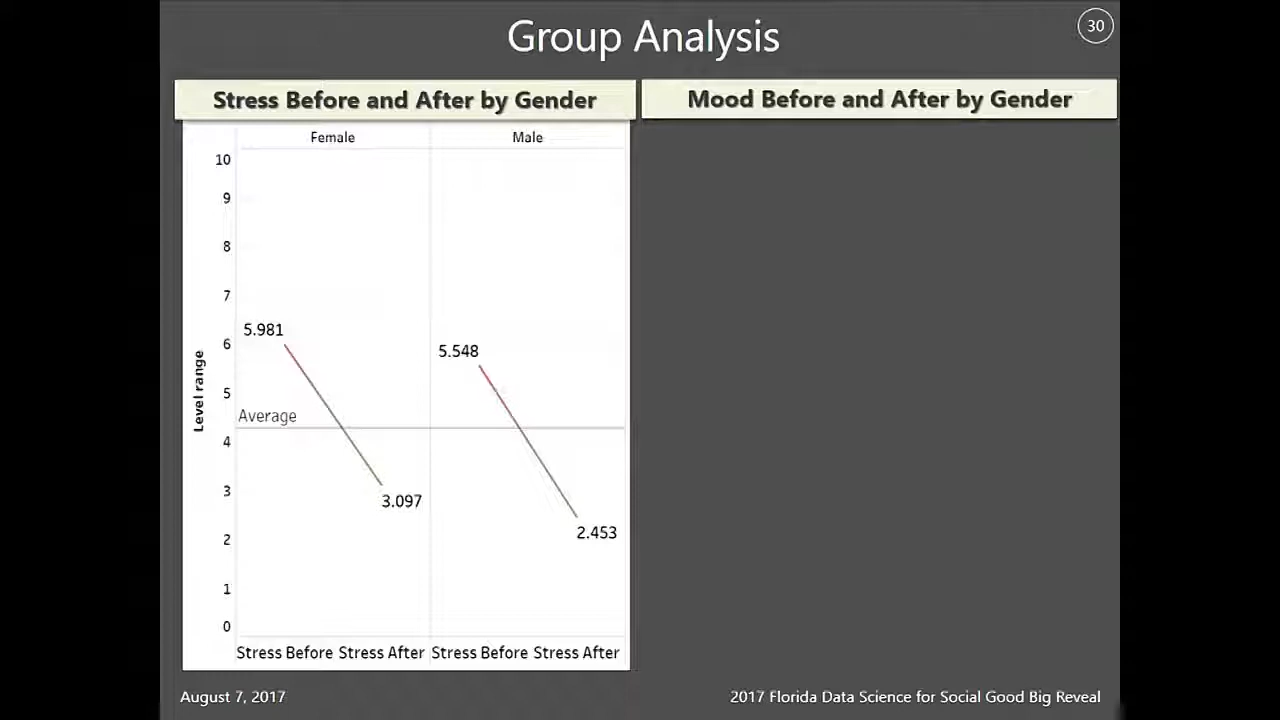 Group Analysis
30
Stress Before and After by Gender
Mood Before and After by Gender
Female
Male
10
9
8
7
6
5
4
3
2
1
0
Level range
5.981
5.548
Average
3.097
2.453
Stress Before Stress After Stress Before Stress After
August 7, 2017
2017 Florida Data Science for Social Good Big Reveal